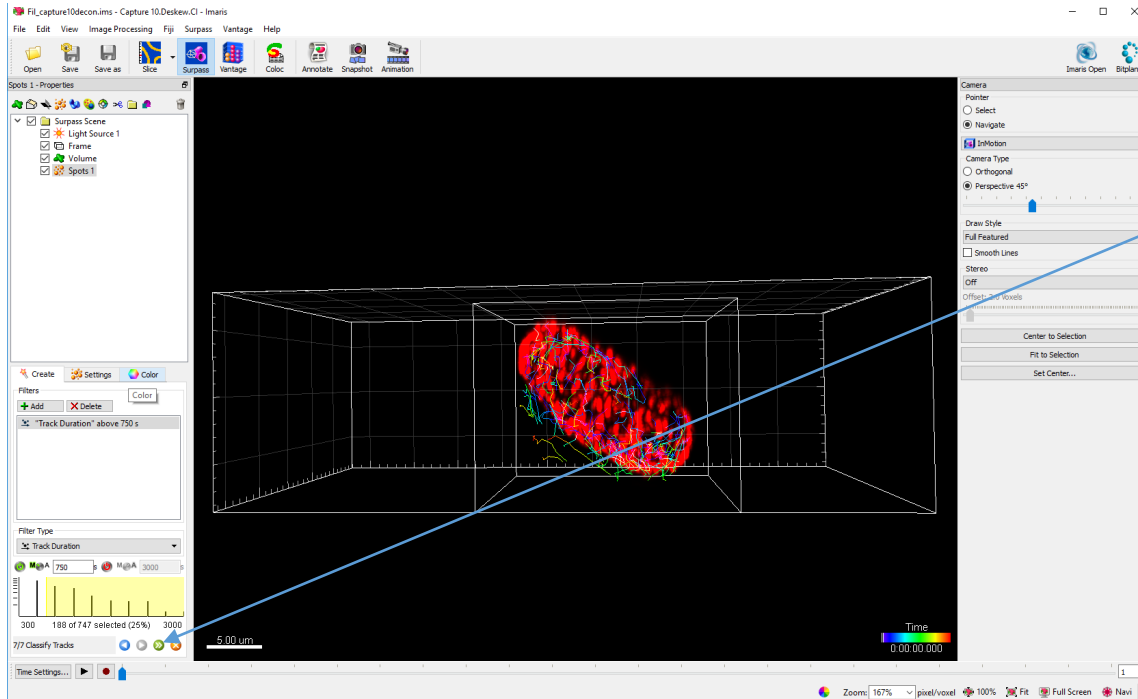 Fil_capture10decon.ims - Capture 10.Deskew.CI - Imaris
File Edit View Image Processing Fiji Surpass Vantage Help
Open Save Save as Slice Surpass Vantage Coloc Annotate Snapshot Animation Imaris Open Bitplan
Spots 1 - Properties
Surpass Scene
Light Source 1
Frame
Volume
Spots 1
Create Settings Color
Color
Filters
Add Delete
"Track Duration" above 750 s
Filter Type
Track Duration
M A 750 s M A 3000 s
300 188 of 747 selected (25%) 3000
7/7 Classify Tracks
5.00 um
Time
0:00:00.000
Camera
Pointer
Select
Navigate
InMotion
Camera Type
Orthogonal
Perspective 45°
Draw Style
Full Featured
Smooth Lines
Stereo
Off
Offset: 2.0 Voxels
Center to Selection
Fit to Selection
Set Center...
Time Settings... 1
Zoom: 167% pixel/voxel 100% Fit Full Screen Navi